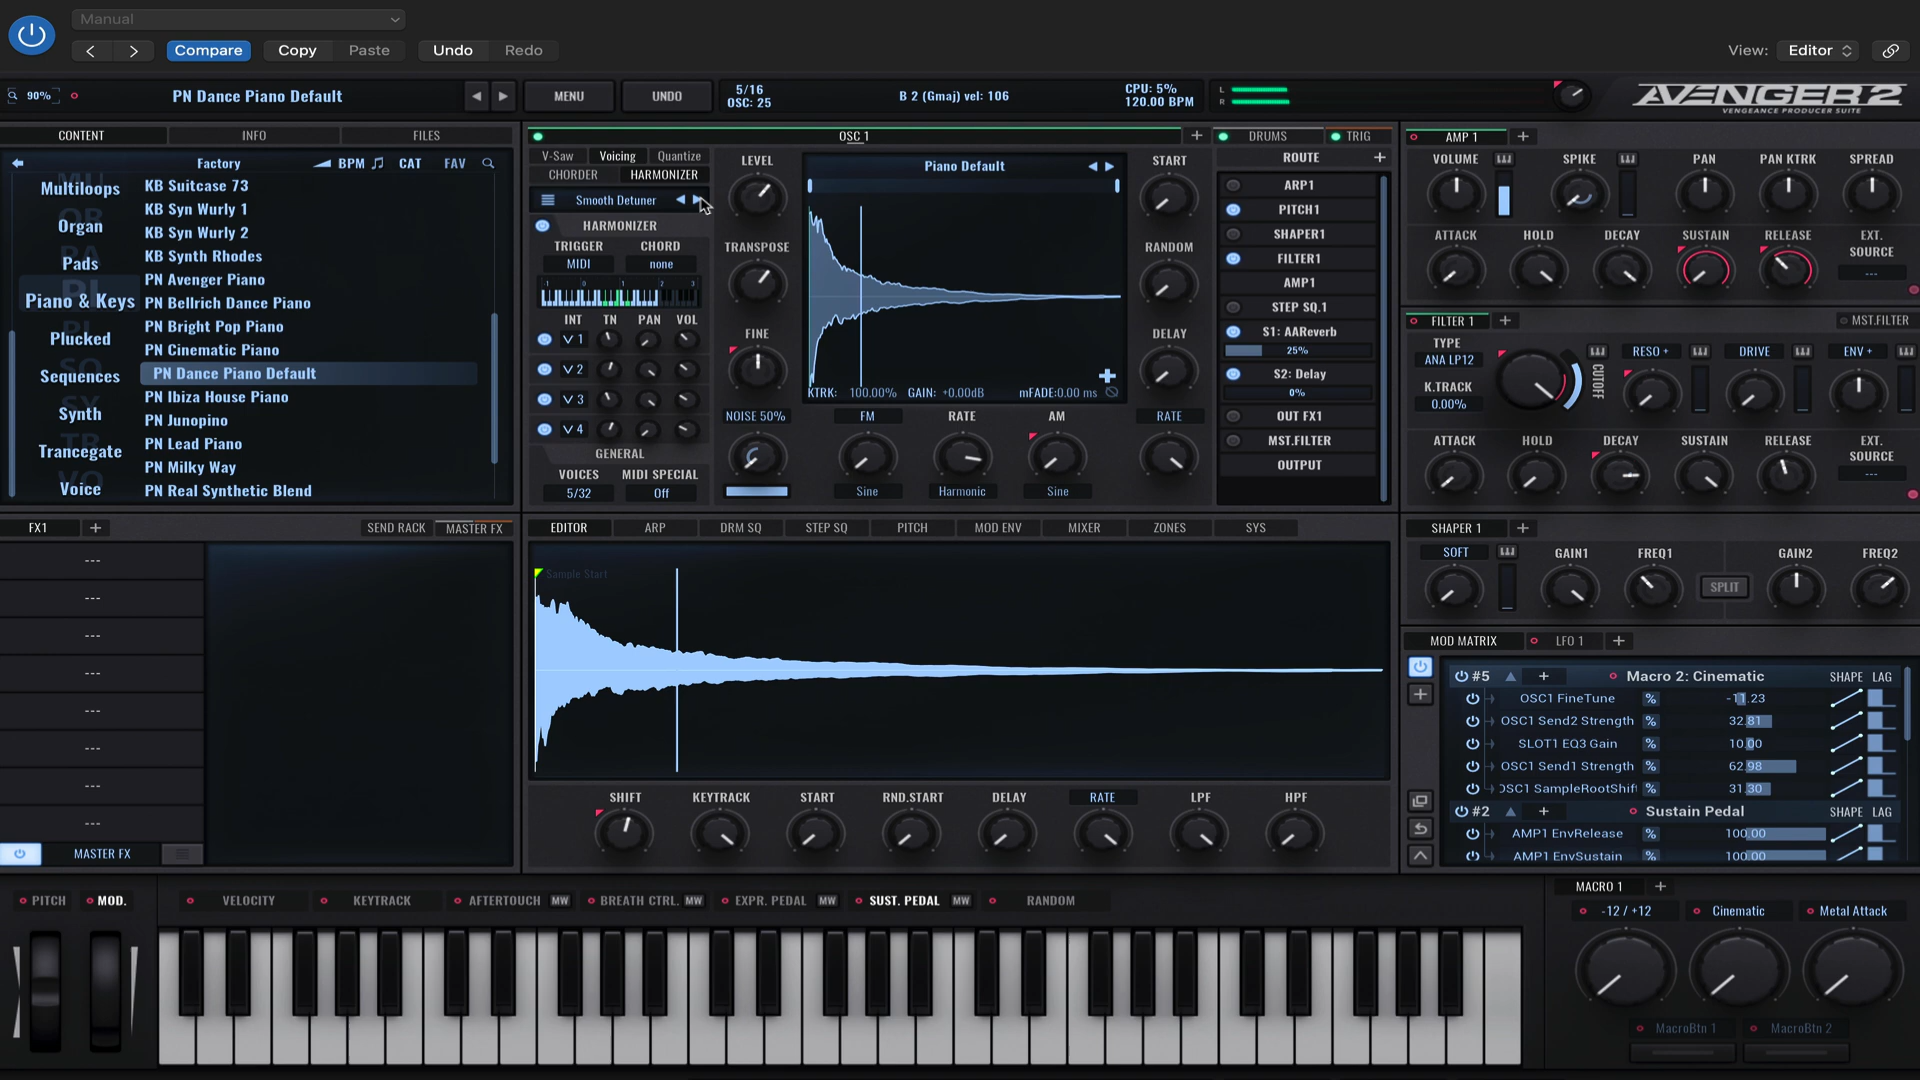 Manual
Compare
Copy
Paste
Undo
Redo
View:
Editor
90%
PN Dance Piano Default
MENU
UNDO
5/16
OSC: 25
B 2 (Gmaj) vel: 106
CPU: 5%
120.00 BPM
L
R
AVENGER 2
VENGEANCE PRODUCER SUITE
CONTENT
INFO
FILES
Factory
BPM
CAT
FAV
Multiloops
Organ
Pads
Piano & Keys
Plucked
Sequences
Synth
Trancegate
Voice
KB Suitcase 73
KB Syn Wurly 1
KB Syn Wurly 2
KB Synth Rhodes
PN Avenger Piano
PN Bellrich Dance Piano
PN Bright Pop Piano
PN Cinematic Piano
PN Dance Piano Default
PN Ibiza House Piano
PN Junopino
PN Lead Piano
PN Milky Way
PN Real Synthetic Blend
OSC 1
+
V-Saw
Voicing
Quantize
CHORDER
HARMONIZER
Smooth Detuner
HARMONIZER
TRIGGER
CHORD
MIDI
none
-1 0 1 2 3
INT TN PAN VOL
V 1
V 2
V 3
V 4
GENERAL
VOICES
MIDI SPECIAL
5/32
Off
LEVEL
TRANSPOSE
FINE
NOISE 50%
Piano Default
KTRK: 100.00% GAIN: +0.00dB mFADE:0.00 ms
FM
RATE
AM
Sine
Harmonic
Sine
START
RANDOM
DELAY
RATE
DRUMS
TRIG
ROUTE
+
ARP1
PITCH1
SHAPER1
FILTER1
AMP1
STEP SQ.1
S1: AAReverb
25%
S2: Delay
0%
OUT FX1
MST.FILTER
OUTPUT
AMP 1
+
VOLUME
SPIKE
PAN
PAN KTRK
SPREAD
ATTACK
HOLD
DECAY
SUSTAIN
RELEASE
EXT.
SOURCE
---
FILTER 1
+
MST.FILTER
TYPE
ANA LP12
K.TRACK
0.00%
CUTOFF
RESO +
DRIVE
ENV +
ATTACK
HOLD
DECAY
SUSTAIN
RELEASE
EXT.
SOURCE
---
FX1
+
SEND RACK
MASTER FX
---
---
---
---
---
---
---
---
MASTER FX
EDITOR
ARP
DRM SQ
STEP SQ
PITCH
MOD ENV
MIXER
ZONES
SYS
Sample Start
SHIFT
KEYTRACK
START
RND.START
DELAY
RATE
LPF
HPF
SHAPER 1
+
SOFT
GAIN1
FREQ1
SPLIT
GAIN2
FREQ2
MOD MATRIX
LFO 1
+
#5
+
Macro 2: Cinematic
SHAPE LAG
OSC1 FineTune % -11.23
OSC1 Send2 Strength % 32.81
SLOT1 EQ3 Gain % 10.00
OSC1 Send1 Strength % 62.98
OSC1 SampleRootShift % 31.30
#2
+
Sustain Pedal
SHAPE LAG
AMP1 EnvRelease % 100.00
AMP1 EnvSustain % 100.00
PITCH
MOD.
VELOCITY
KEYTRACK
AFTERTOUCH MW
BREATH CTRL. MW
EXPR. PEDAL MW
SUST. PEDAL MW
RANDOM
MACRO 1
+
-12 / +12
Cinematic
Metal Attack
MacroBtn 1
MacroBtn 2